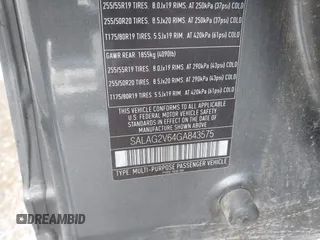 255/55R19 TIRES. 8.0Jx19 RIMS. AT 250kPa (37psi) COLD
255/50R20 TIRES. 8.5Jx20 RIMS. AT 250kPa (37psi) COLD
T175/80R19 TIRES. 5.5Jx19 RIM. AT 420kPa (61psi) COLD
GAWR REAR. 1855kg (4090lb)
255/55R19 TIRES. 8.0Jx19 RIMS. AT 290kPa (43psi) COLD
255/50R20 TIRES. 8.5Jx20 RIMS. AT 290kPa (43psi) COLD
T175/80R19 TIRES. 5.5Jx19 RIM. AT 420kPa (61psi) COLD
THIS VEHICLE CONFORMS TO ALL APPLICABLE
U.S. FEDERAL MOTOR VEHICLE SAFETY
STANDARDS IN EFFECT ON THE DATE OF
MANUFACTURE SHOWN ABOVE.
SALAG2V64GA843575
TYPE: MULTI-PURPOSE PASSENGER VEHICLE
© AUTOHELPERBOT.COM